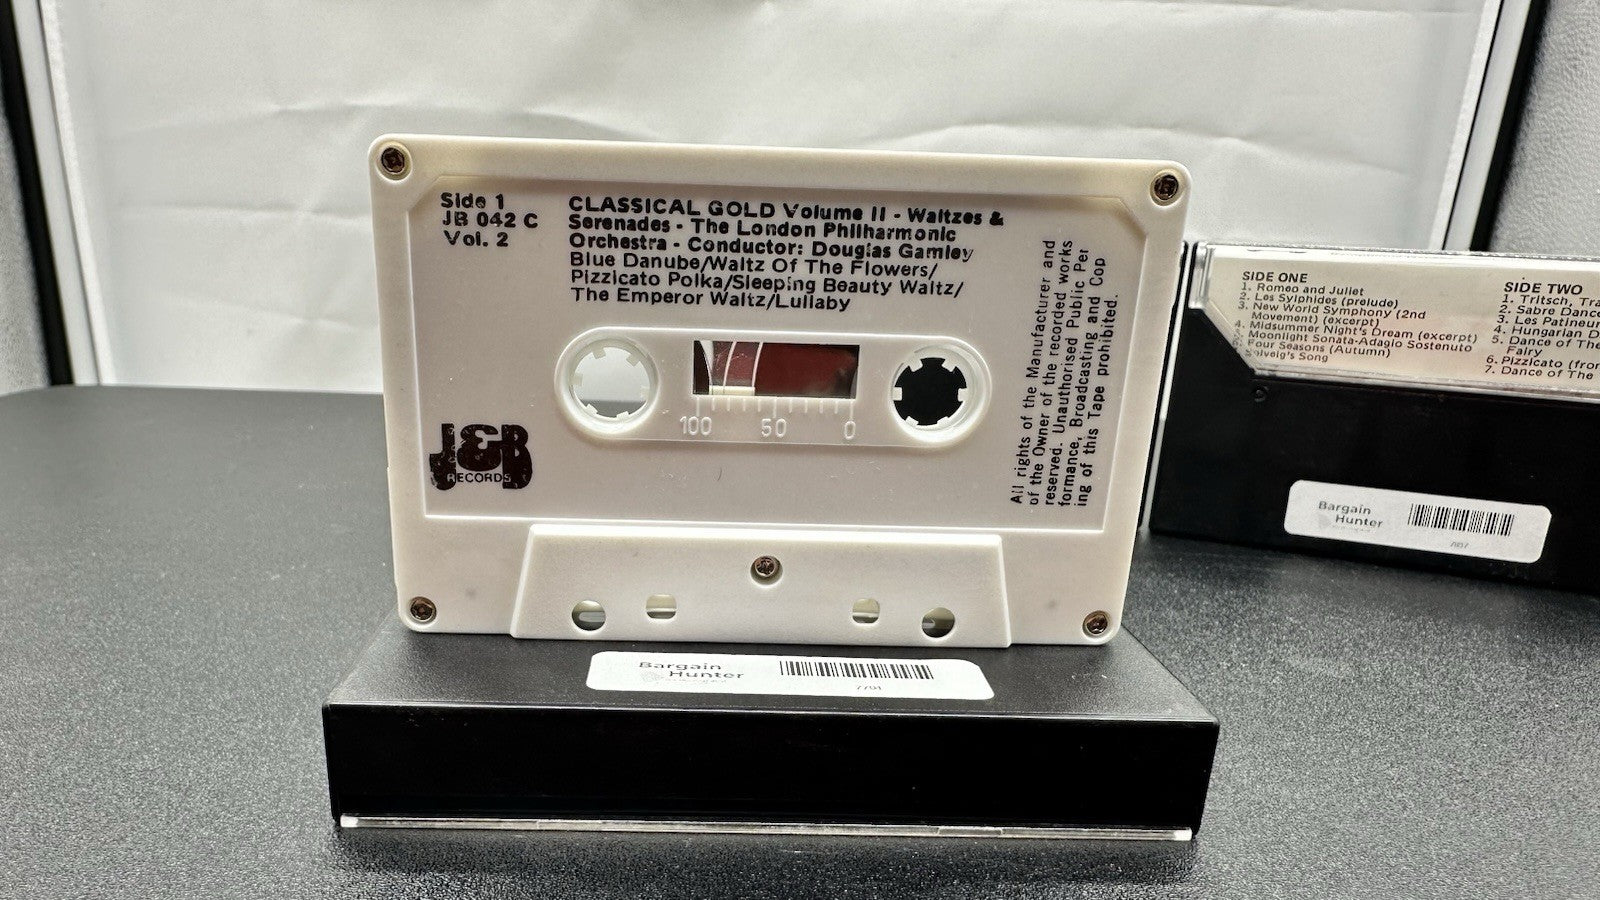 Side 1
JB 042 C
Vol. 2
CLASSICAL GOLD Volume II - Waltzes &
Serenades - The London Philharmonic
Orchestra - Conductor: Douglas Gamley
Blue Danube/Waltz Of The Flowers/
Pizzicato Polka/Sleeping Beauty Waltz/
The Emperor Waltz/Lullaby
100 50 0
J&B
RECORDS
All rights of the Manufacturer and
of the Owner of the recorded works
reserved. Unauthorised Public Per
formance, Broadcasting and Cop
ing of this Tape prohibited.
Bargain
Hunter
7701
SIDE ONE
1. Romeo and Juliet
2. Les Sylphides (prelude)
3. New World Symphony (2nd
Movement) (excerpt)
4. Midsummer Night's Dream (excerpt)
Moonlight Sonata-Adagio Sostenuto
Four Seasons (Autumn)
Solveig's Song
SIDE TWO
1. Tritsch, Tra
2. Sabre Dance
3. Les Patineur
4. Hungarian D
5. Dance of The
Fairy
6. Pizzicato (fron
7. Dance of The
Bargain
Hunter